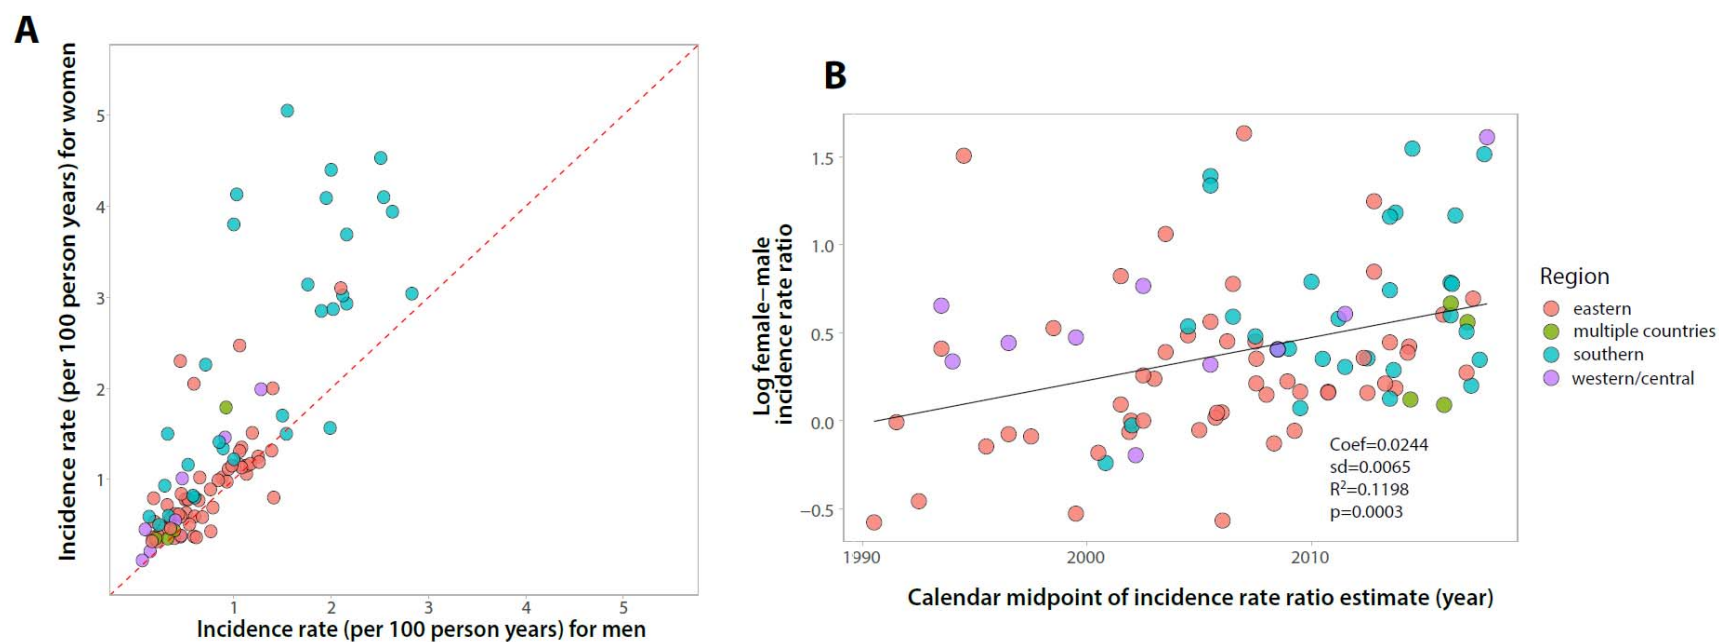 A
Incidence rate (per 100 person years) for women
5
4
3
2
1
1 2 3 4 5
Incidence rate (per 100 person years) for men
B
Log female–male
incidence rate ratio
1.5
1.0
0.5
0.0
−0.5
Coef=0.0244
sd=0.0065
R²=0.1198
p=0.0003
1990 2000 2010
Calendar midpoint of incidence rate ratio estimate (year)
Region
eastern
multiple countries
southern
western/central